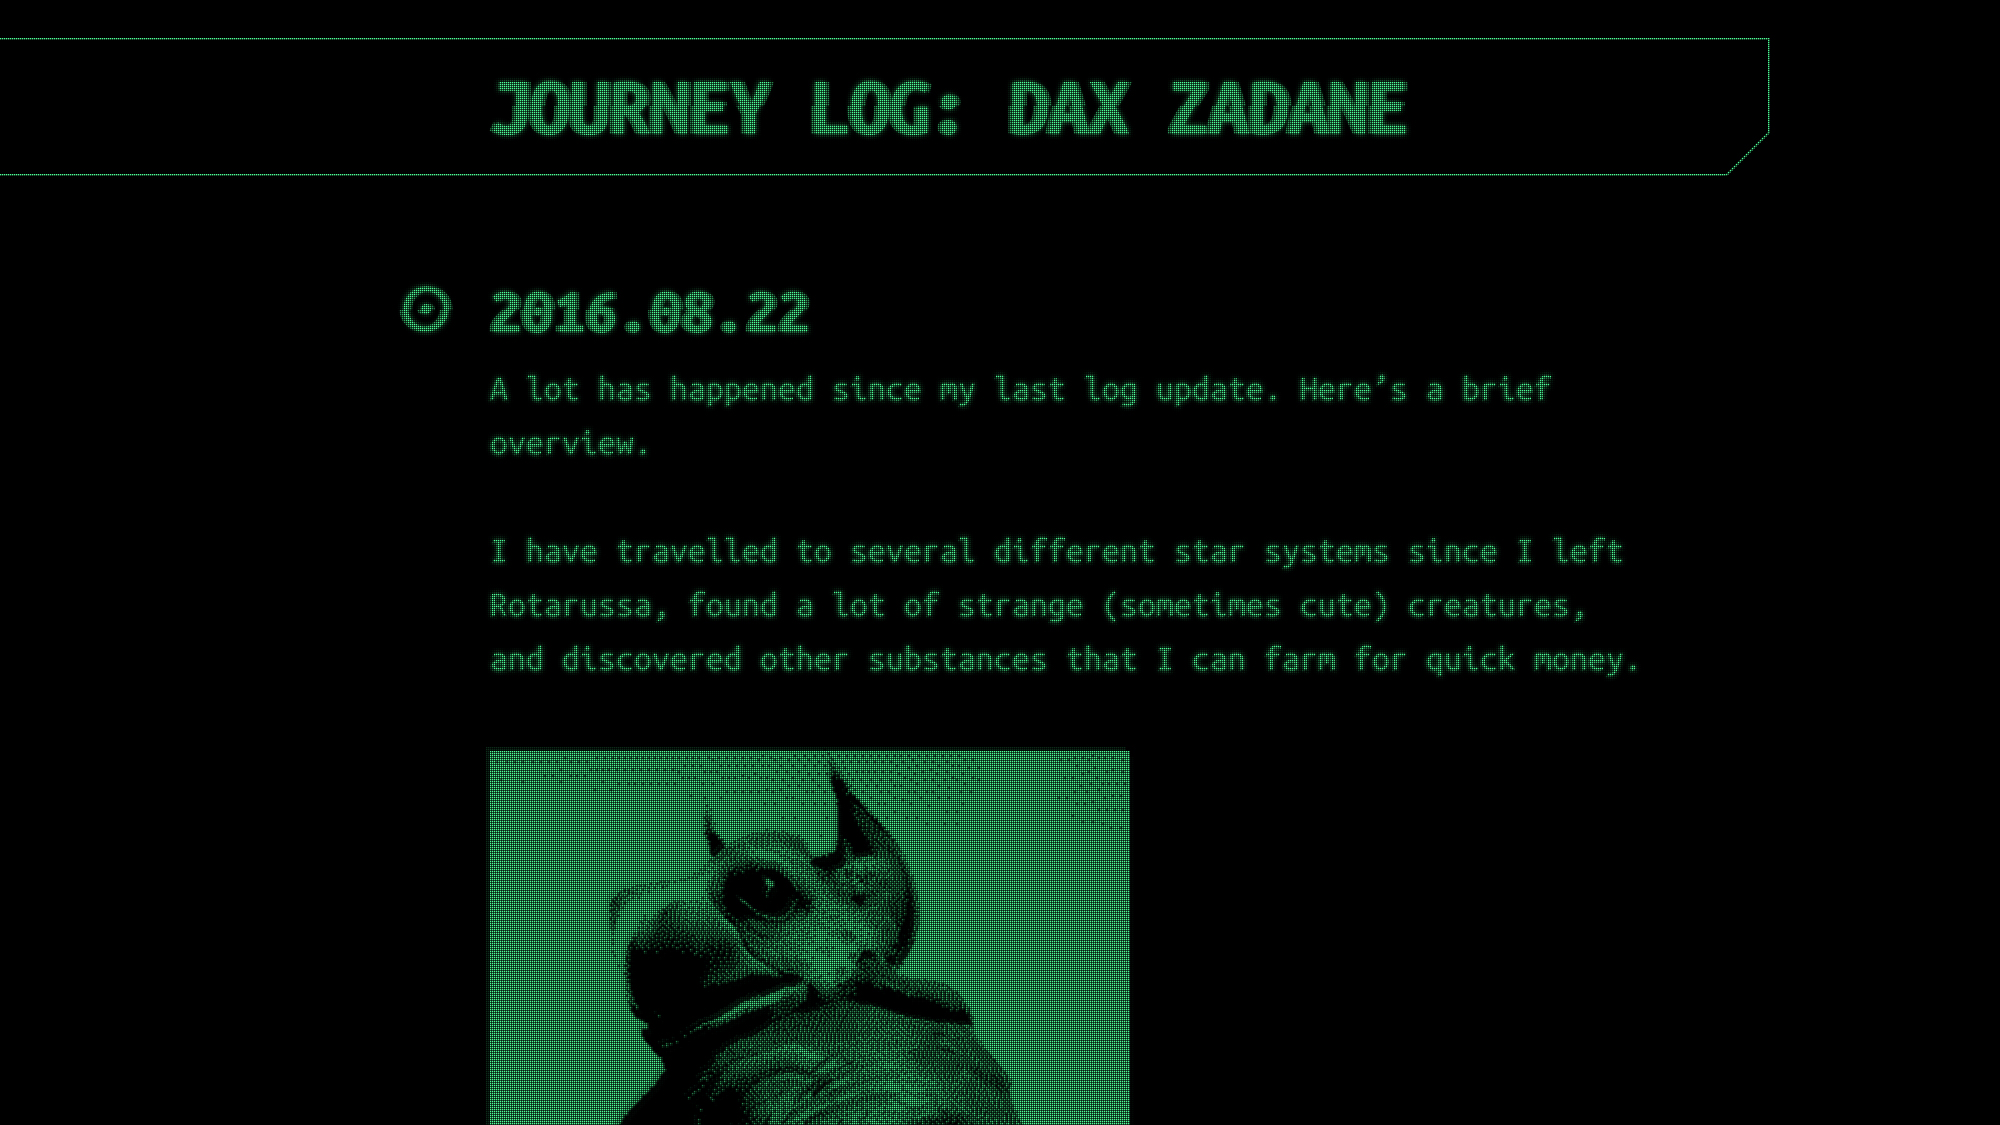 JOURNEY LOG: DAX ZADANE
2016.08.22
A lot has happened since my last log update. Here’s a brief
overview.
I have travelled to several different star systems since I left
Rotarussa, found a lot of strange (sometimes cute) creatures,
and discovered other substances that I can farm for quick money.